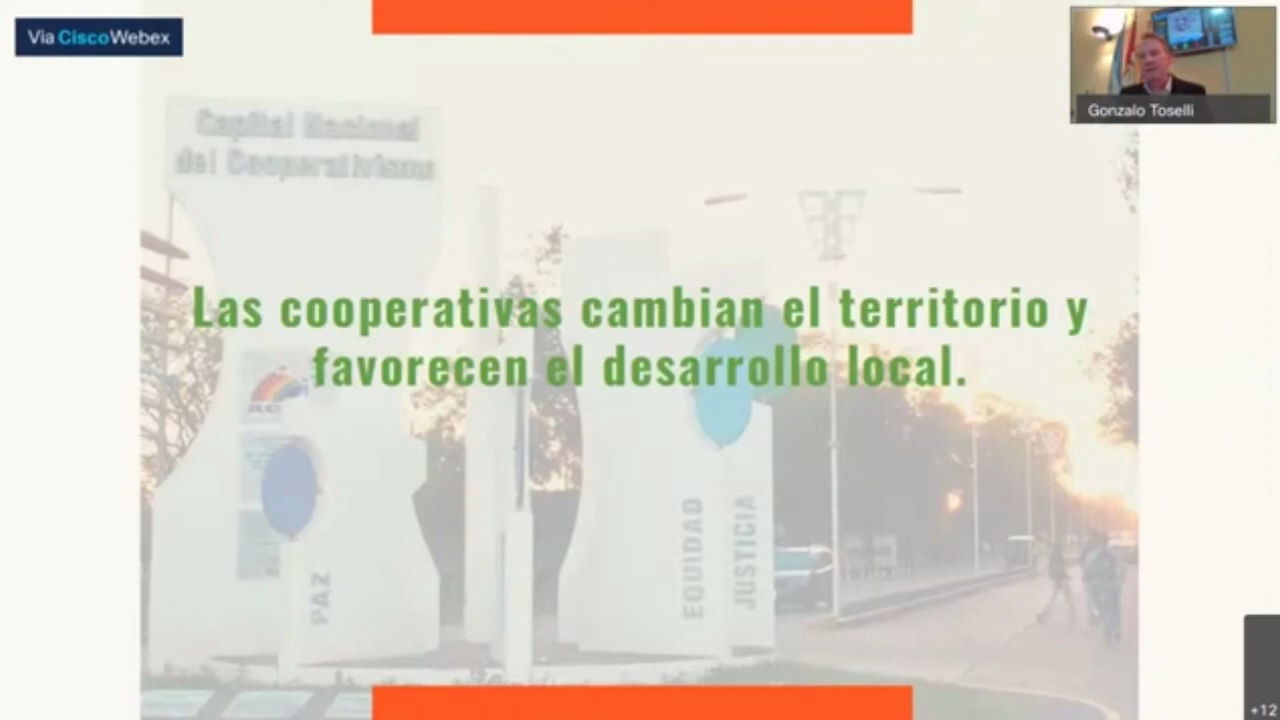 Via CiscoWebex
Gonzalo Toselli
Capital Nacional
del Cooperativismo
Las cooperativas cambian el territorio y
favorecen el desarrollo local.
PAZ
EQUIDAD
JUSTICIA
+12